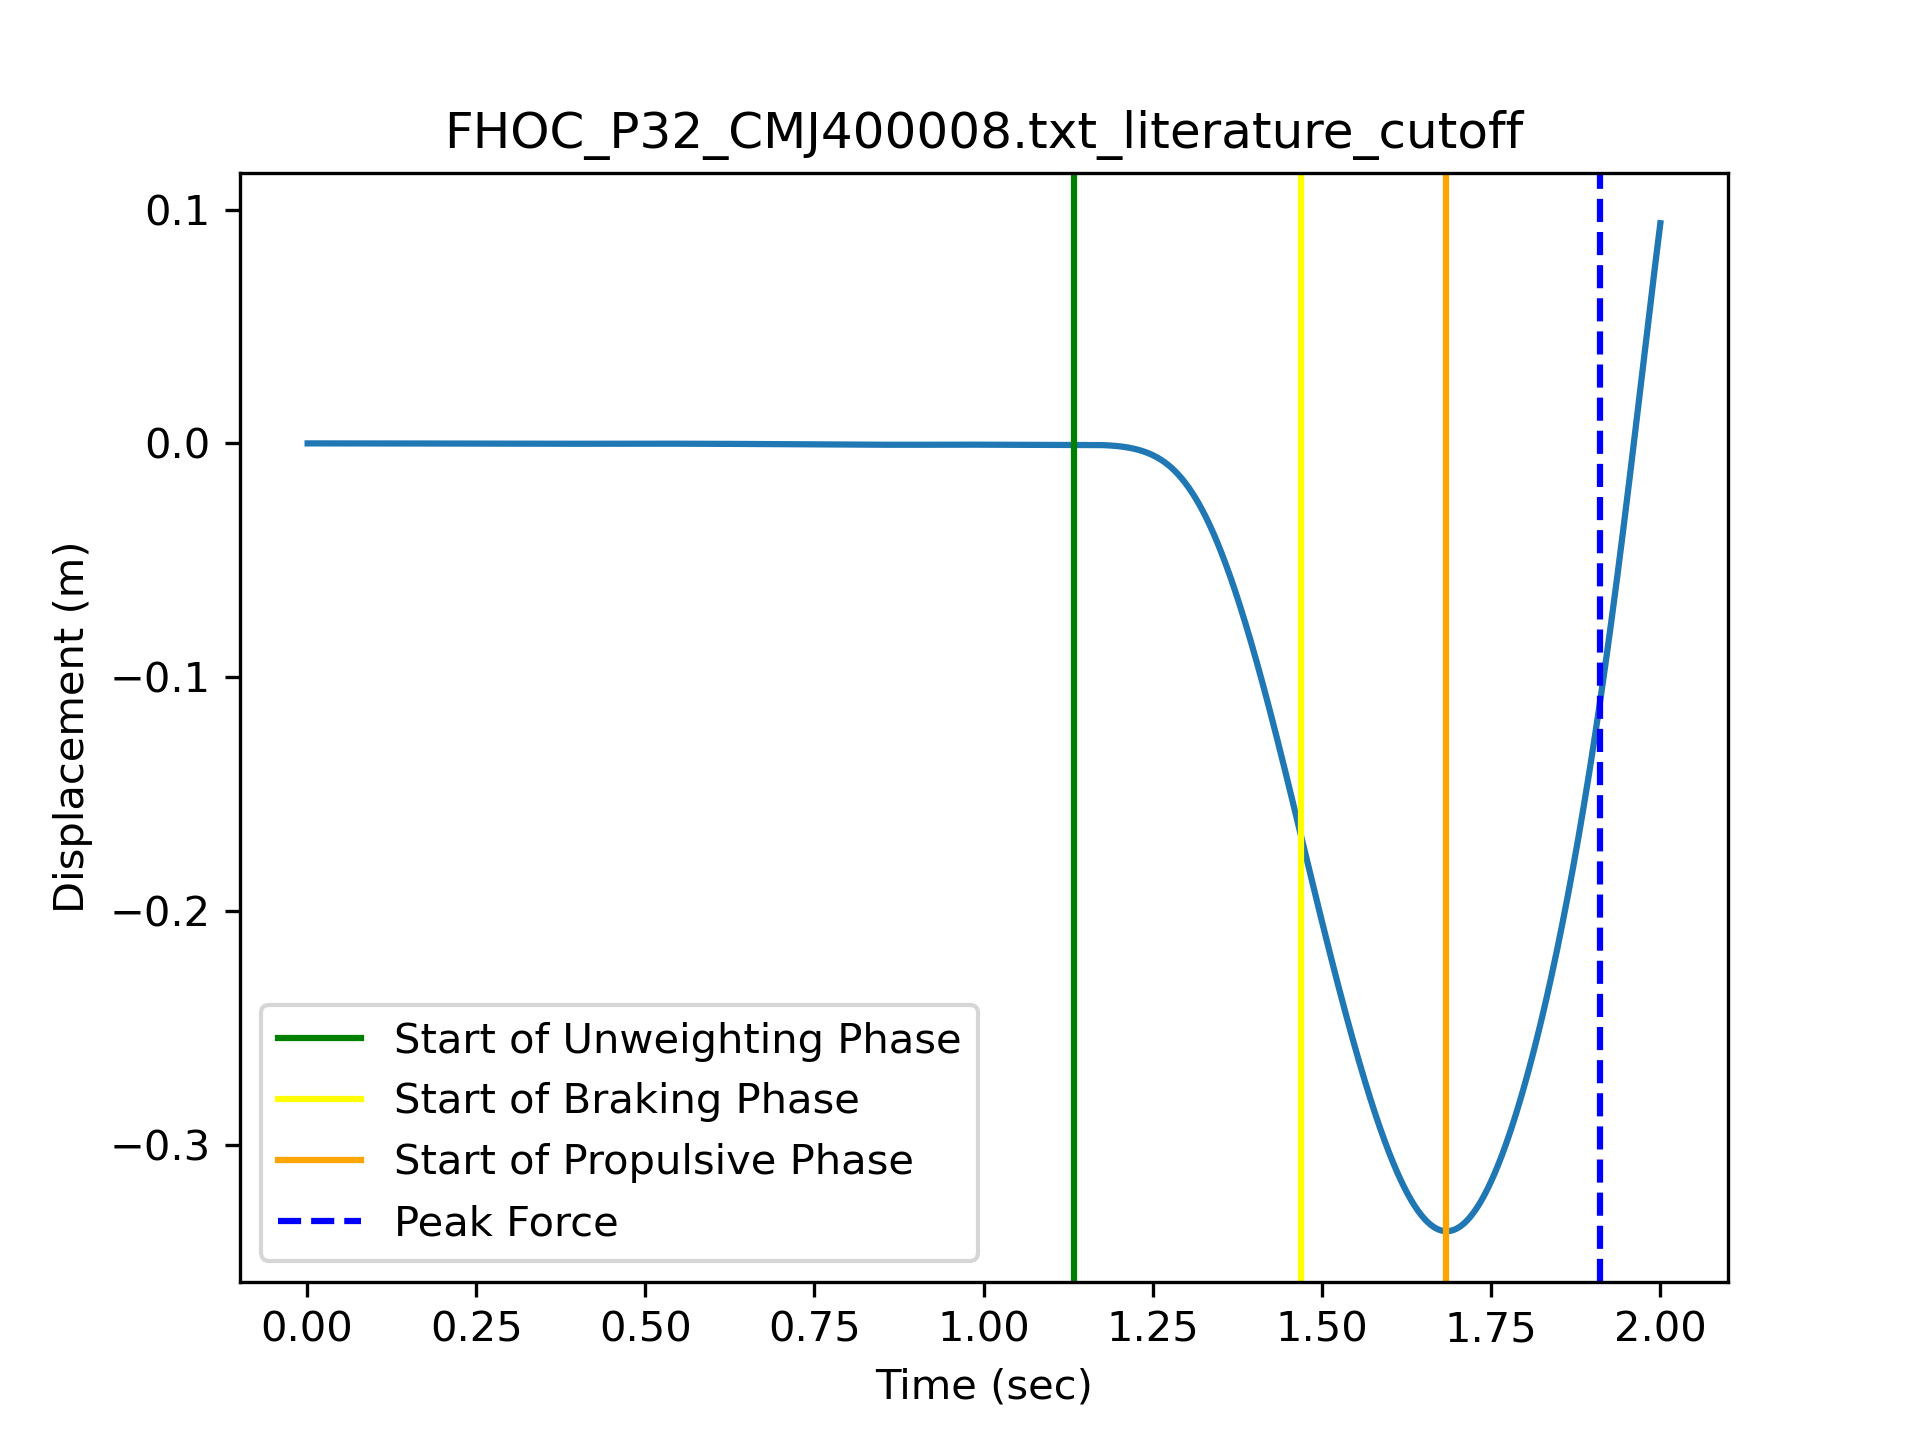 FHOC_P32_CMJ400008.txt_literature_cutoff
0.1
0.0
−0.1
−0.2
−0.3
Displacement (m)
Start of Unweighting Phase
Start of Braking Phase
Start of Propulsive Phase
Peak Force
0.00 0.25 0.50 0.75 1.00 1.25 1.50 1.75 2.00
Time (sec)